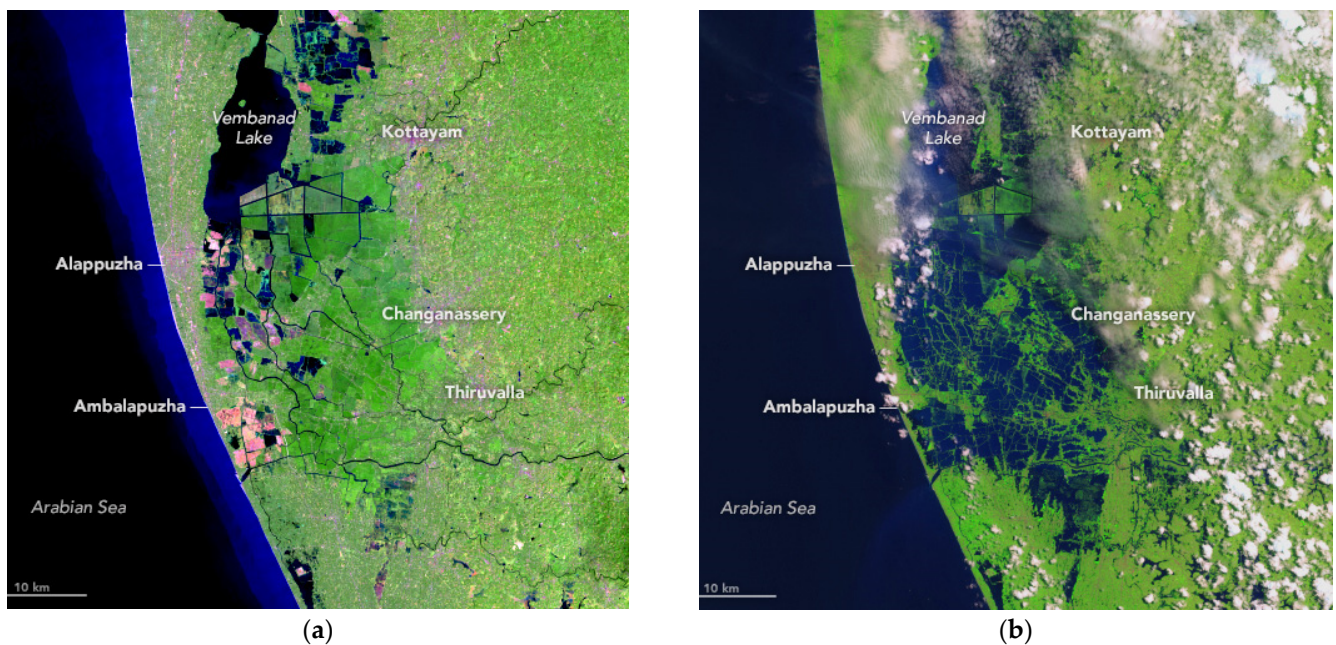 Vembanad
Lake
Kottayam
Alappuzha
Changanassery
Thiruvalla
Ambalapuzha
Arabian Sea
10 km
(a)
Vembanad
Lake
Kottayam
Alappuzha
Changanassery
Thiruvalla
Ambalapuzha
Arabian Sea
10 km
(b)